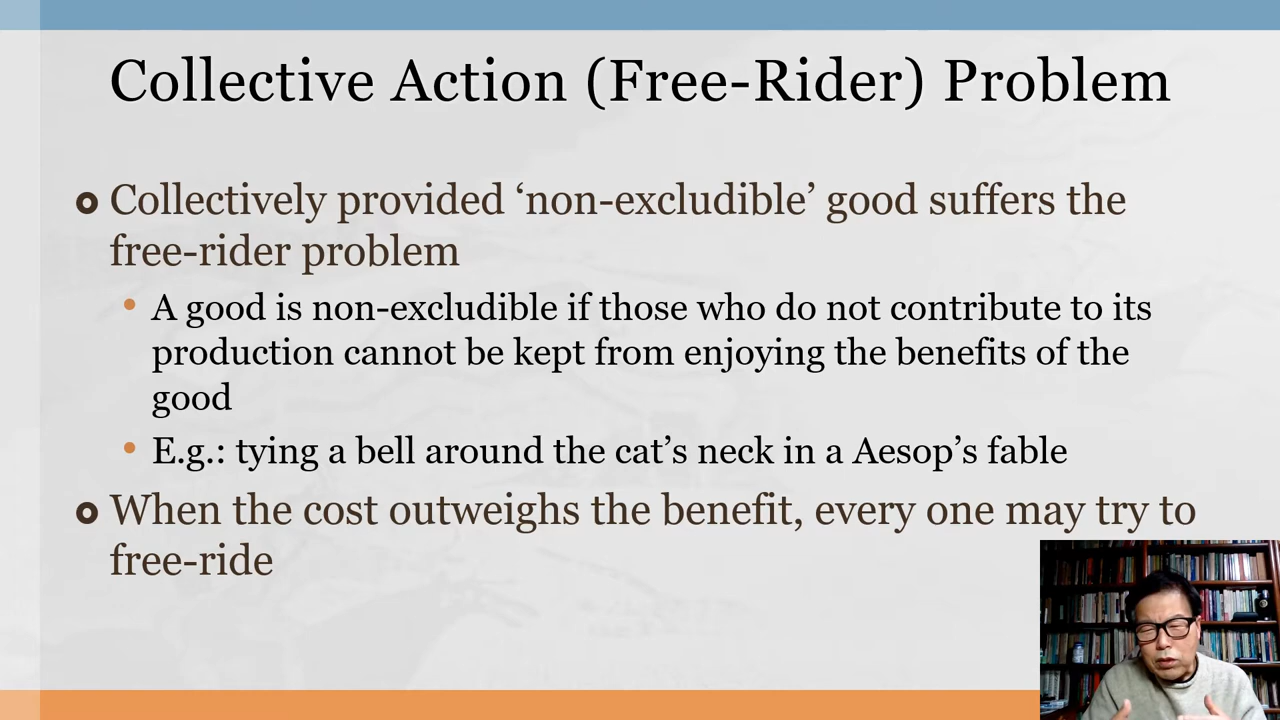 Collective Action (Free-Rider) Problem
Collectively provided ‘non-excludible’ good suffers the
free-rider problem
A good is non-excludible if those who do not contribute to its
production cannot be kept from enjoying the benefits of the
good
E.g.: tying a bell around the cat’s neck in a Aesop’s fable
When the cost outweighs the benefit, every one may try to
free-ride